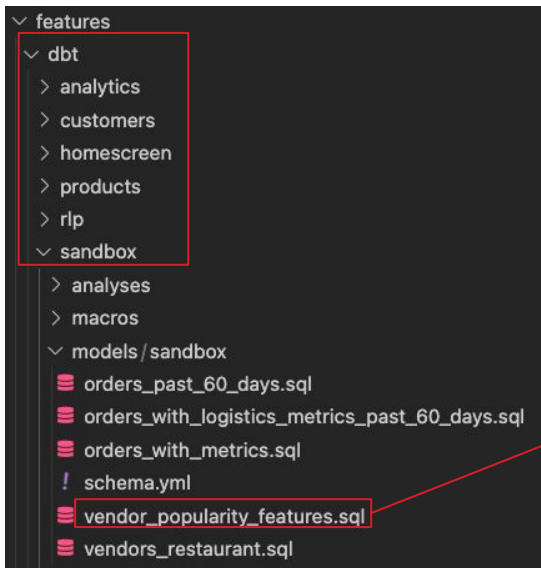 features
dbt
analytics
customers
homescreen
products
rlp
sandbox
analyses
macros
models/sandbox
orders_past_60_days.sql
orders_with_logistics_metrics_past_60_days.sql
orders_with_metrics.sql
! schema.yml
vendor_popularity_features.sql
vendors_restaurant.sql